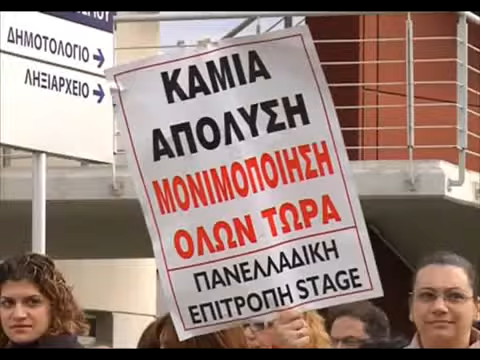 ΔΗΜΟΤΟΛΟΓΙΟ →
ΛΗΞΙΑΡΧΕΙΟ →
ΚΑΜΙΑ
ΑΠΟΛΥΣΗ
ΜΟΝΙΜΟΠΟΙΗΣΗ
ΟΛΩΝ ΤΩΡΑ
ΠΑΝΕΛΛΑΔΙΚΗ
ΕΠΙΤΡΟΠΗ STAGE